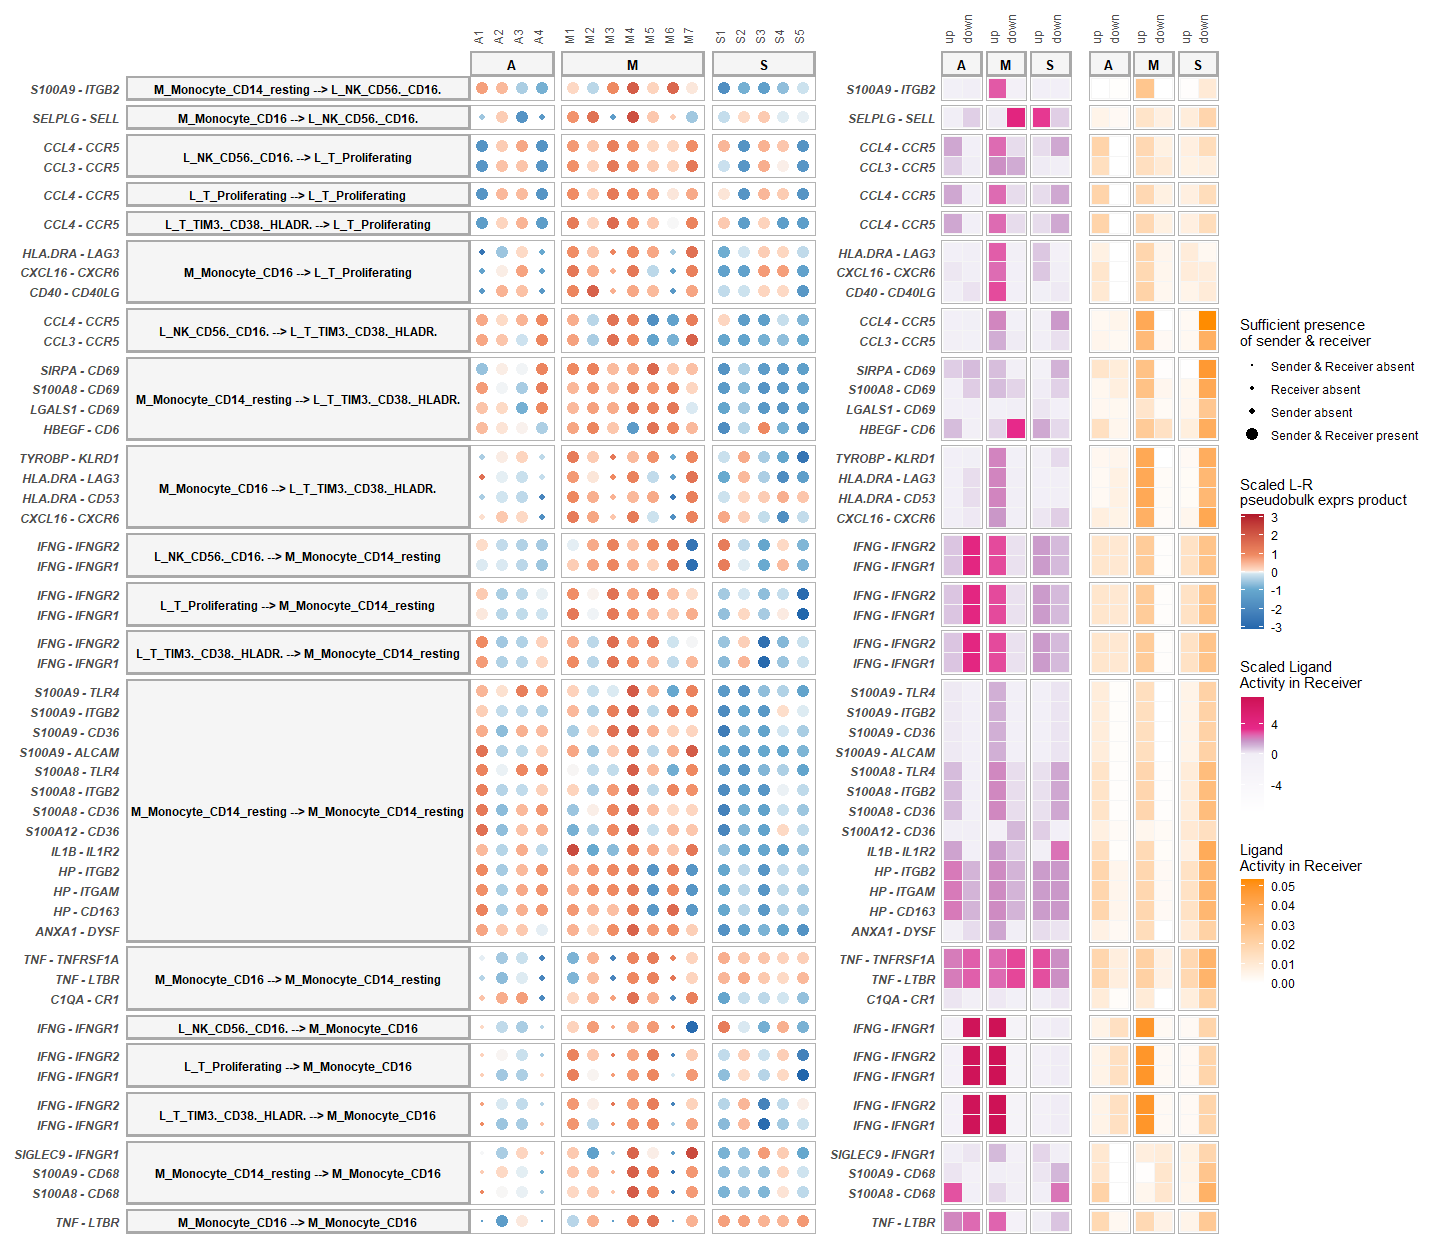 A1 A2 A3 A4 M1 M2 M3 M4 M5 M6 M7 S1 S2 S3 S4 S5 up down up down up down up down up down up down
A M S A M S A M S
S100A9 - ITGB2 M_Monocyte_CD14_resting --> L_NK_CD56._CD16. S100A9 - ITGB2
SELPLG - SELL M_Monocyte_CD16 --> L_NK_CD56._CD16. SELPLG - SELL
CCL4 - CCR5 CCL4 - CCR5
L_NK_CD56._CD16. --> L_T_Proliferating
CCL3 - CCR5 CCL3 - CCR5
CCL4 - CCR5 L_T_Proliferating --> L_T_Proliferating CCL4 - CCR5
CCL4 - CCR5 L_T_TIM3._CD38._HLADR. --> L_T_Proliferating CCL4 - CCR5
HLA.DRA - LAG3 HLA.DRA - LAG3
CXCL16 - CXCR6 M_Monocyte_CD16 --> L_T_Proliferating CXCL16 - CXCR6
CD40 - CD40LG CD40 - CD40LG
CCL4 - CCR5 CCL4 - CCR5
L_NK_CD56._CD16. --> L_T_TIM3._CD38._HLADR.
CCL3 - CCR5 CCL3 - CCR5
SIRPA - CD69 SIRPA - CD69
S100A8 - CD69 S100A8 - CD69
M_Monocyte_CD14_resting --> L_T_TIM3._CD38._HLADR.
LGALS1 - CD69 LGALS1 - CD69
HBEGF - CD6 HBEGF - CD6
TYROBP - KLRD1 TYROBP - KLRD1
HLA.DRA - LAG3 HLA.DRA - LAG3
M_Monocyte_CD16 --> L_T_TIM3._CD38._HLADR.
HLA.DRA - CD53 HLA.DRA - CD53
CXCL16 - CXCR6 CXCL16 - CXCR6
IFNG - IFNGR2 IFNG - IFNGR2
L_NK_CD56._CD16. --> M_Monocyte_CD14_resting
IFNG - IFNGR1 IFNG - IFNGR1
IFNG - IFNGR2 IFNG - IFNGR2
L_T_Proliferating --> M_Monocyte_CD14_resting
IFNG - IFNGR1 IFNG - IFNGR1
IFNG - IFNGR2 IFNG - IFNGR2
L_T_TIM3._CD38._HLADR. --> M_Monocyte_CD14_resting
IFNG - IFNGR1 IFNG - IFNGR1
S100A9 - TLR4 S100A9 - TLR4
S100A9 - ITGB2 S100A9 - ITGB2
S100A9 - CD36 S100A9 - CD36
S100A9 - ALCAM S100A9 - ALCAM
S100A8 - TLR4 S100A8 - TLR4
S100A8 - ITGB2 S100A8 - ITGB2
S100A8 - CD36 M_Monocyte_CD14_resting --> M_Monocyte_CD14_resting S100A8 - CD36
S100A12 - CD36 S100A12 - CD36
IL1B - IL1R2 IL1B - IL1R2
HP - ITGB2 HP - ITGB2
HP - ITGAM HP - ITGAM
HP - CD163 HP - CD163
ANXA1 - DYSF ANXA1 - DYSF
TNF - TNFRSF1A TNF - TNFRSF1A
TNF - LTBR M_Monocyte_CD16 --> M_Monocyte_CD14_resting TNF - LTBR
C1QA - CR1 C1QA - CR1
IFNG - IFNGR1 L_NK_CD56._CD16. --> M_Monocyte_CD16 IFNG - IFNGR1
IFNG - IFNGR2 IFNG - IFNGR2
L_T_Proliferating --> M_Monocyte_CD16
IFNG - IFNGR1 IFNG - IFNGR1
IFNG - IFNGR2 IFNG - IFNGR2
L_T_TIM3._CD38._HLADR. --> M_Monocyte_CD16
IFNG - IFNGR1 IFNG - IFNGR1
SIGLEC9 - IFNGR1 SIGLEC9 - IFNGR1
S100A9 - CD68 M_Monocyte_CD14_resting --> M_Monocyte_CD16 S100A9 - CD68
S100A8 - CD68 S100A8 - CD68
TNF - LTBR M_Monocyte_CD16 --> M_Monocyte_CD16 TNF - LTBR
Sufficient presence
of sender & receiver
Sender & Receiver absent
Receiver absent
Sender absent
Sender & Receiver present
Scaled L-R
pseudobulk exprs product
3
2
1
0
-1
-2
-3
Scaled Ligand
Activity in Receiver
4
0
-4
Ligand
Activity in Receiver
0.05
0.04
0.03
0.02
0.01
0.00